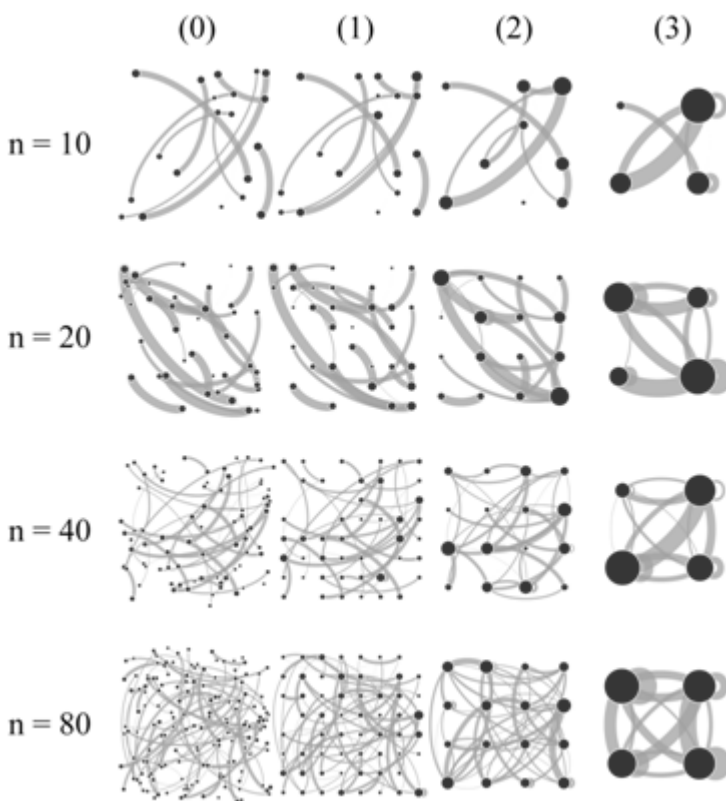 (0) (1) (2) (3)
n = 10
n = 20
n = 40
n = 80